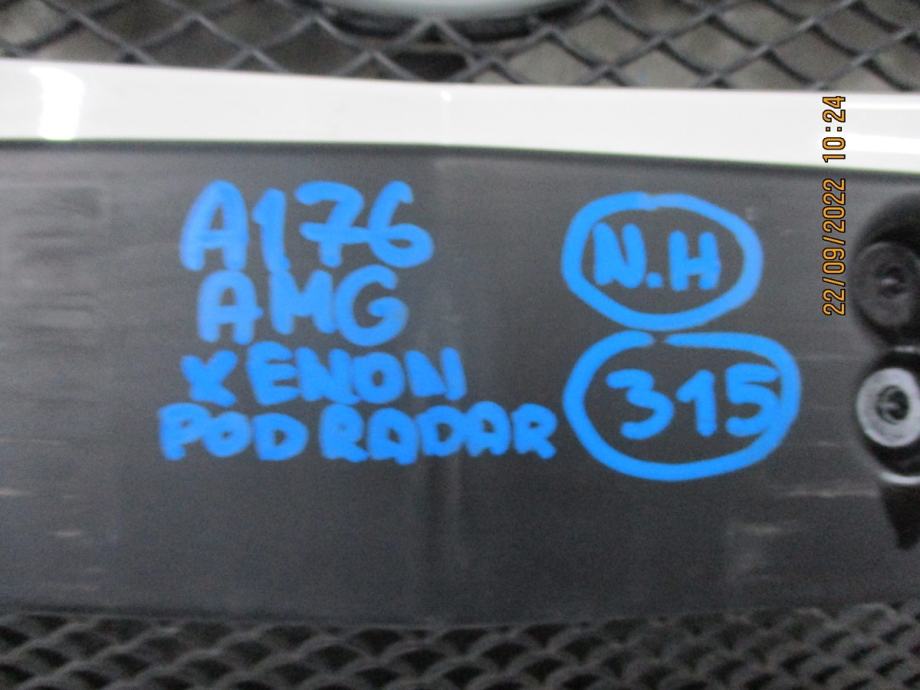 A176
AMG
XENON
POD RADAR
N.H
315
22/09/2022 10:24